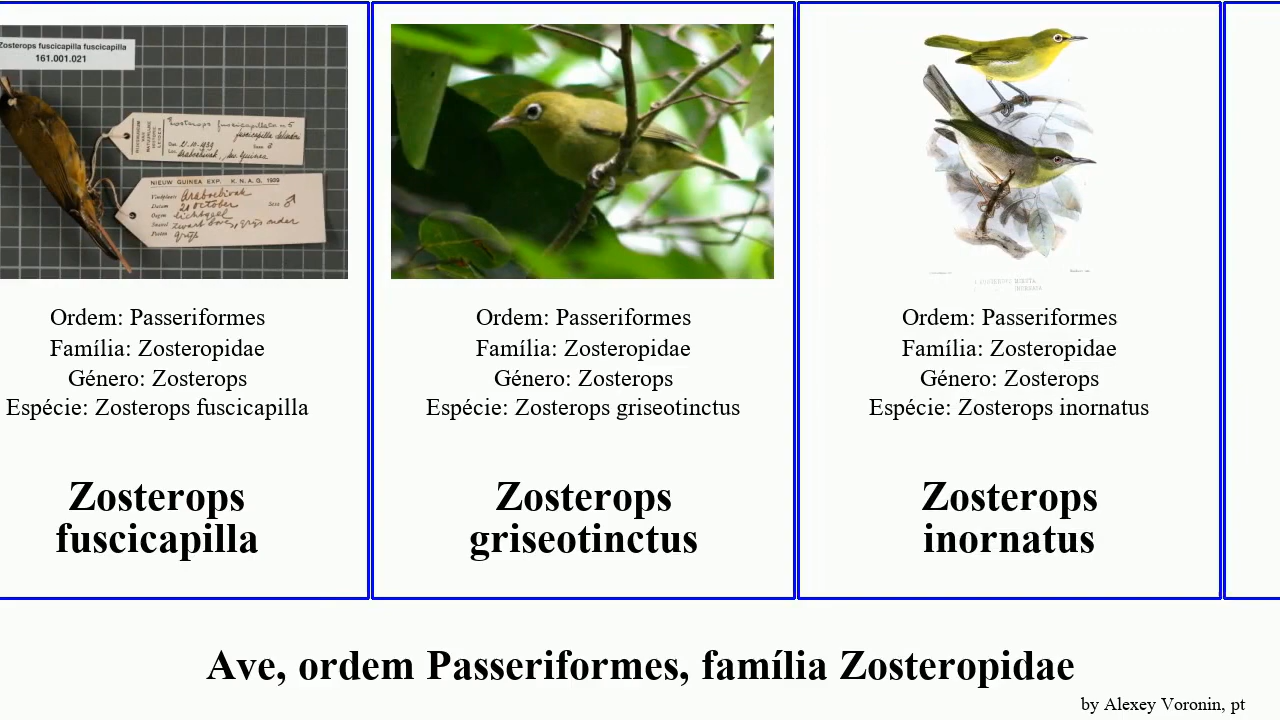 Zosterops fuscicapilla fuscicapilla
161.001.021
NIEUW GUINEA EXP. K.N.A.G. 1939
21 october
Ordem: Passeriformes
Família: Zosteropidae
Género: Zosterops
Espécie: Zosterops fuscicapilla
Zosterops
fuscicapilla
Ordem: Passeriformes
Família: Zosteropidae
Género: Zosterops
Espécie: Zosterops griseotinctus
Zosterops
griseotinctus
Ordem: Passeriformes
Família: Zosteropidae
Género: Zosterops
Espécie: Zosterops inornatus
Zosterops
inornatus
Ave, ordem Passeriformes, família Zosteropidae
by Alexey Voronin, pt